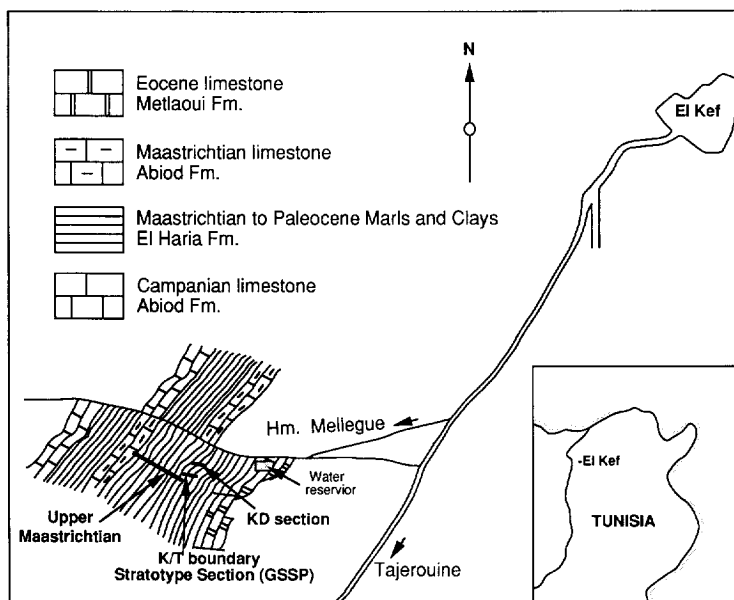 Eocene limestone
Metlaoui Fm.
Maastrichtian limestone
Abiod Fm.
Maastrichtian to Paleocene Marls and Clays
El Haria Fm.
Campanian limestone
Abiod Fm.
N
El Kef
Hm. Mellegue
Water
reservior
KD section
Upper
Maastrichtian
K/T boundary
Stratotype Section (GSSP)
Tajerouine
-El Kef
TUNISIA